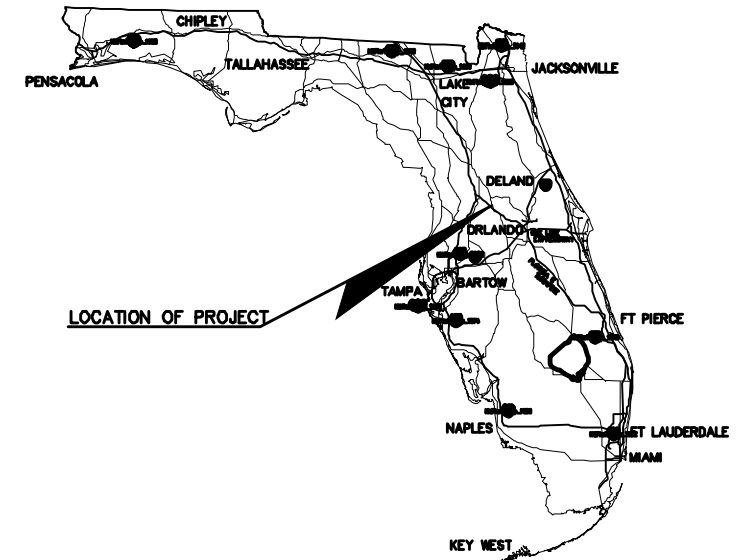 CHIPLEY
PENSACOLA
TALLAHASSEE
JACKSONVILLE
LAKE
CITY
DELAND
ORLANDO
TAMPA
BARTOW
LOCATION OF PROJECT
FT PIERCE
NAPLES
FT LAUDERDALE
MIAMI
KEY WEST